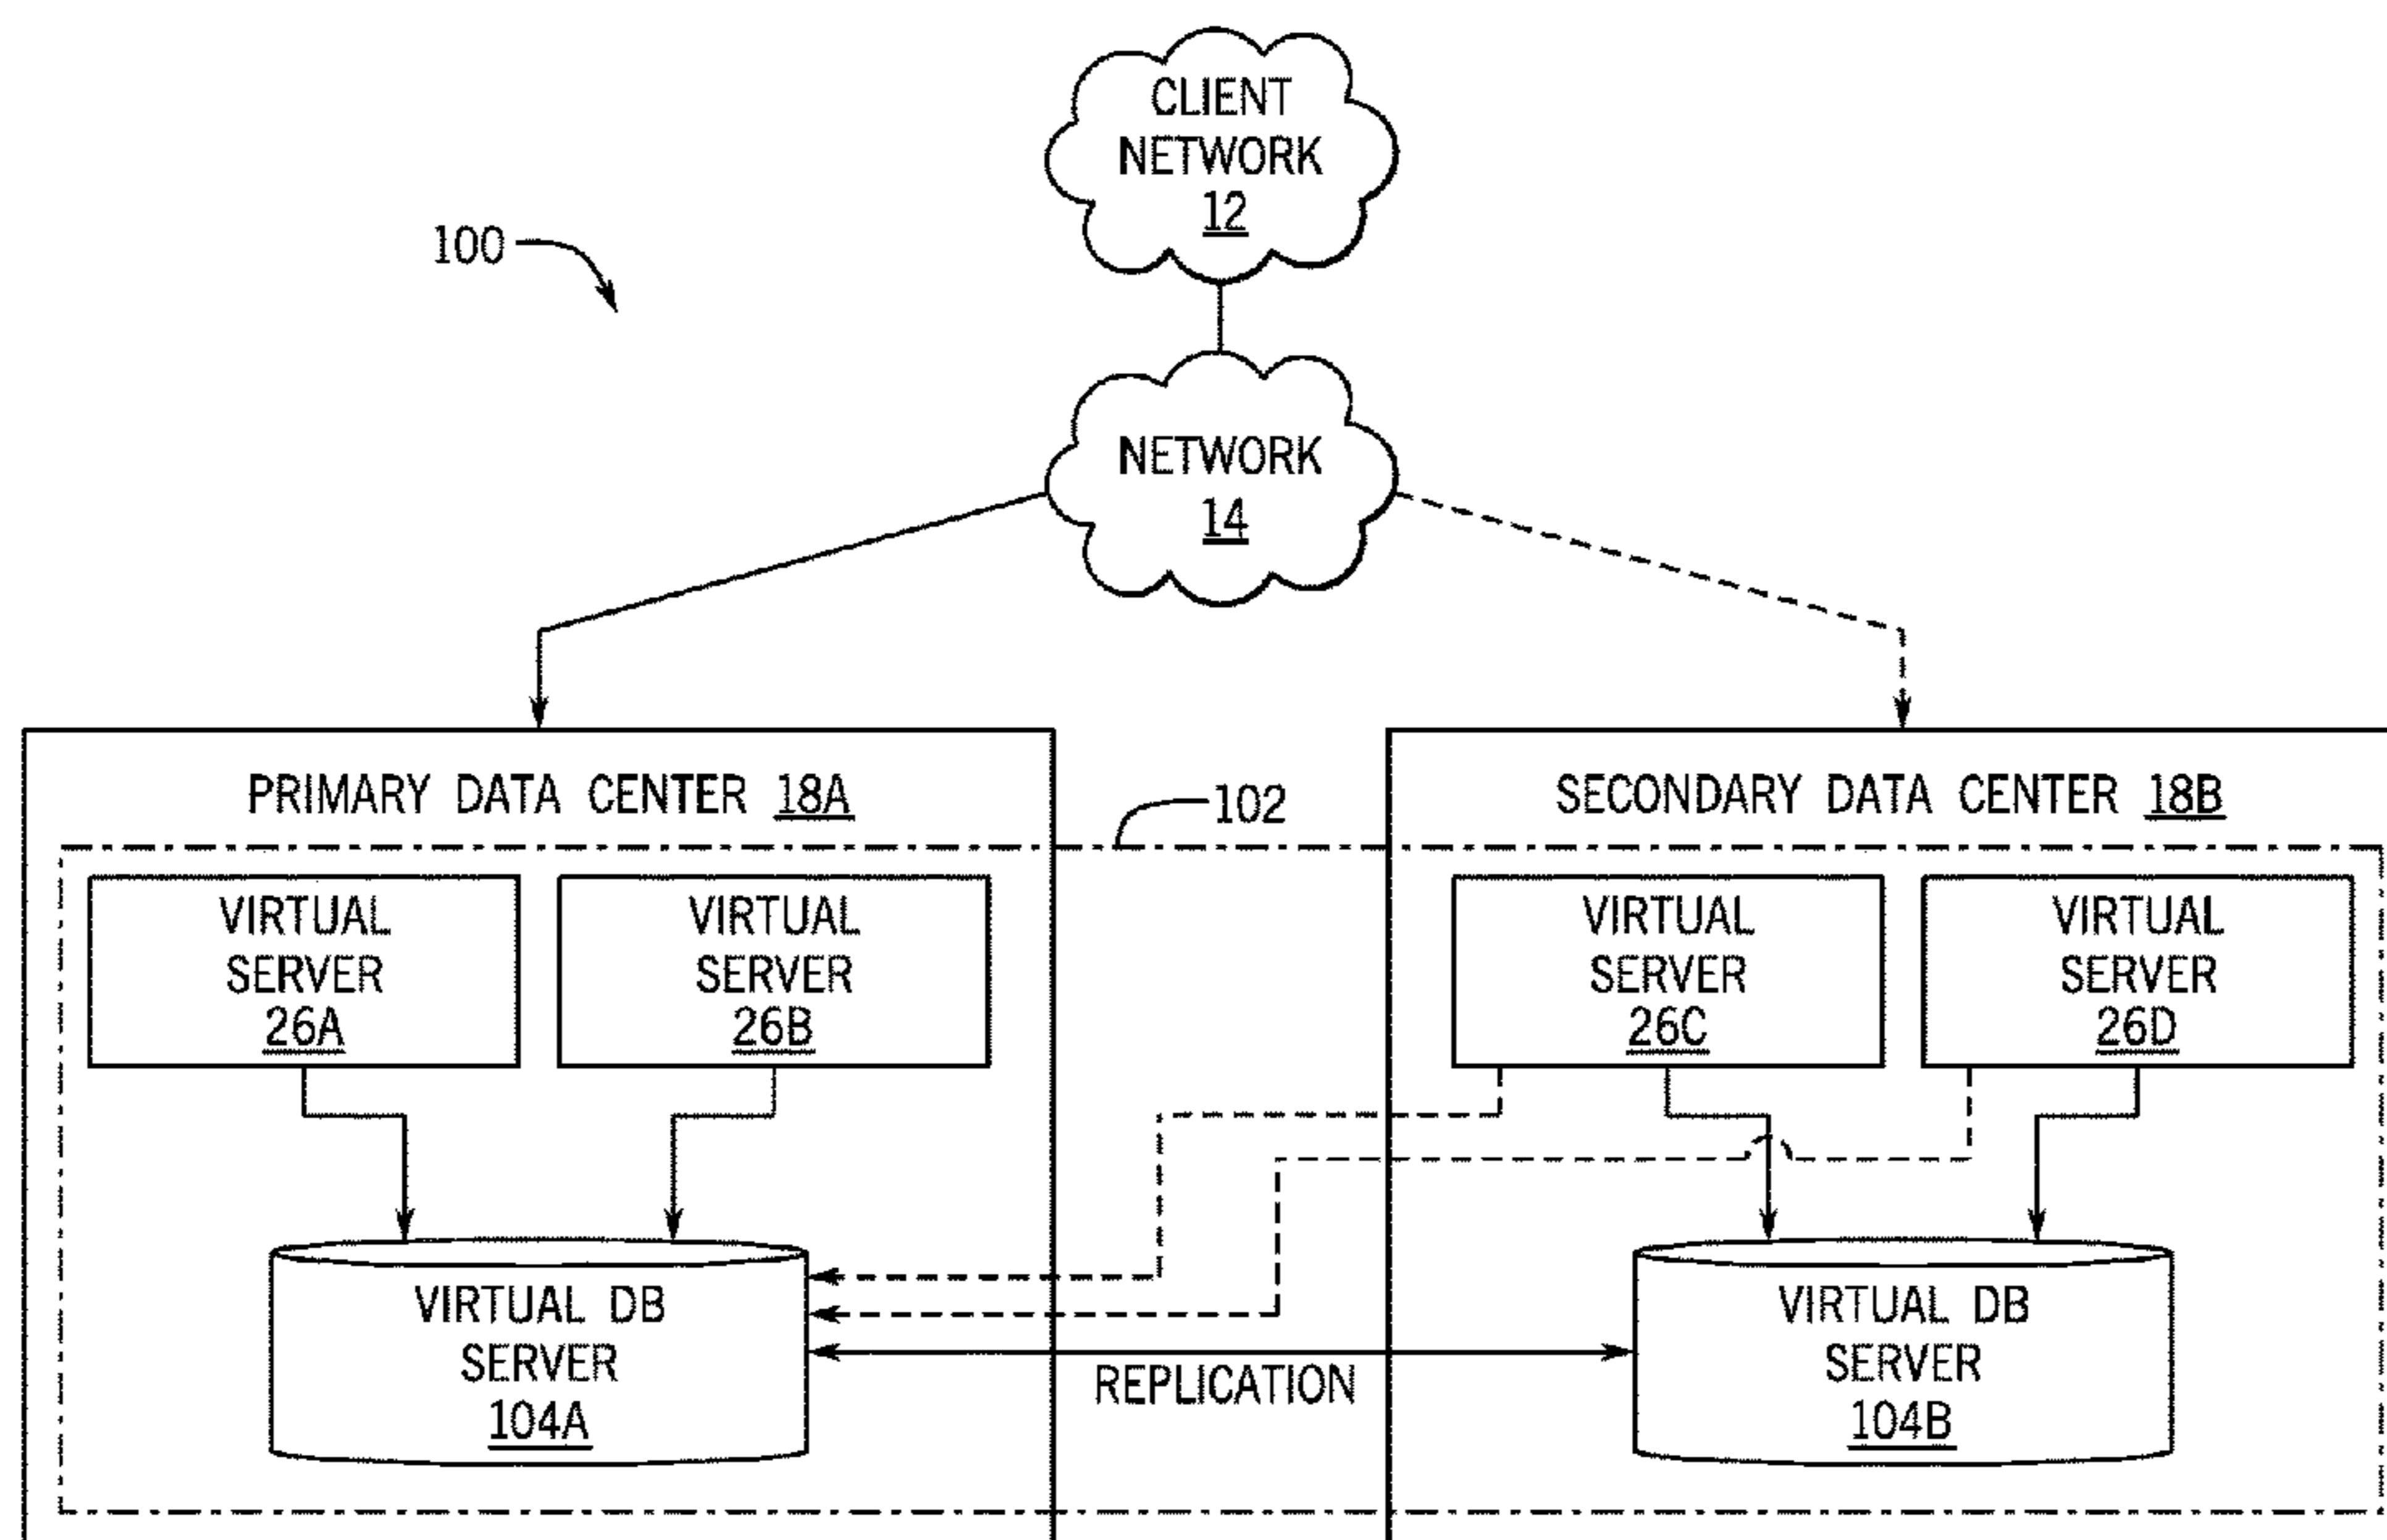 CLIENT
NETWORK
12
100
NETWORK
14
PRIMARY DATA CENTER 18A
102
SECONDARY DATA CENTER 18B
VIRTUAL
SERVER
26A
VIRTUAL
SERVER
26B
VIRTUAL
SERVER
26C
VIRTUAL
SERVER
26D
VIRTUAL DB
SERVER
104A
REPLICATION
VIRTUAL DB
SERVER
104B